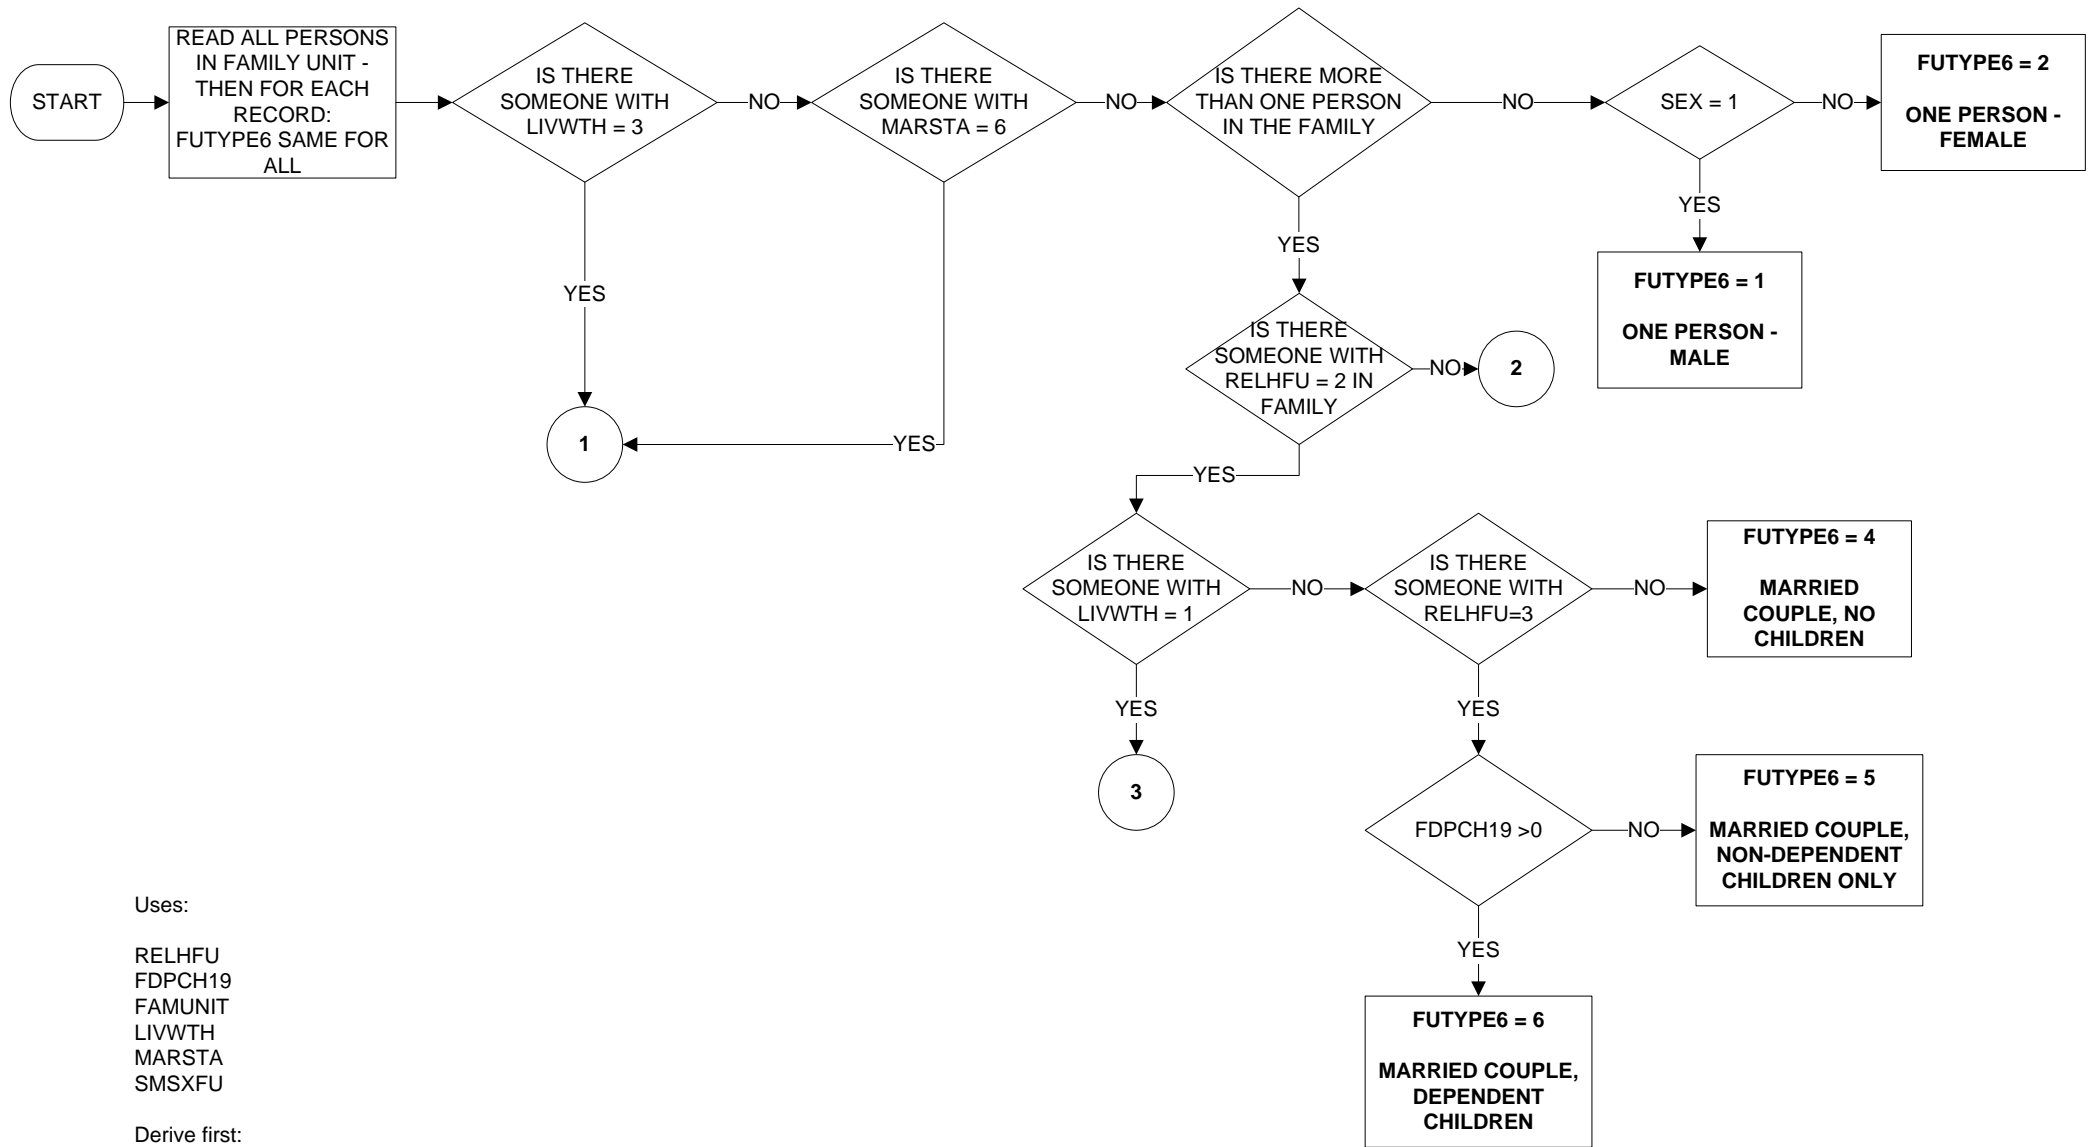 START
READ ALL PERSONS
IN FAMILY UNIT -
THEN FOR EACH
RECORD:
FUTYPE6 SAME FOR
ALL
IS THERE
SOMEONE WITH
LIVWTH = 3
NO
IS THERE
SOMEONE WITH
MARSTA = 6
NO
IS THERE MORE
THAN ONE PERSON
IN THE FAMILY
NO
SEX = 1
NO
FUTYPE6 = 2
ONE PERSON -
FEMALE
YES
FUTYPE6 = 1
ONE PERSON -
MALE
YES
YES
IS THERE
SOMEONE WITH
RELHFU = 2 IN
FAMILY
NO
2
1
YES
YES
IS THERE
SOMEONE WITH
LIVWTH = 1
NO
IS THERE
SOMEONE WITH
RELHFU=3
NO
FUTYPE6 = 4
MARRIED
COUPLE, NO
CHILDREN
YES
YES
3
FDPCH19 >0
NO
FUTYPE6 = 5
MARRIED COUPLE,
NON-DEPENDENT
CHILDREN ONLY
YES
FUTYPE6 = 6
MARRIED COUPLE,
DEPENDENT
CHILDREN
Uses:
RELHFU
FDPCH19
FAMUNIT
LIVWTH
MARSTA
SMSXFU
Derive first: